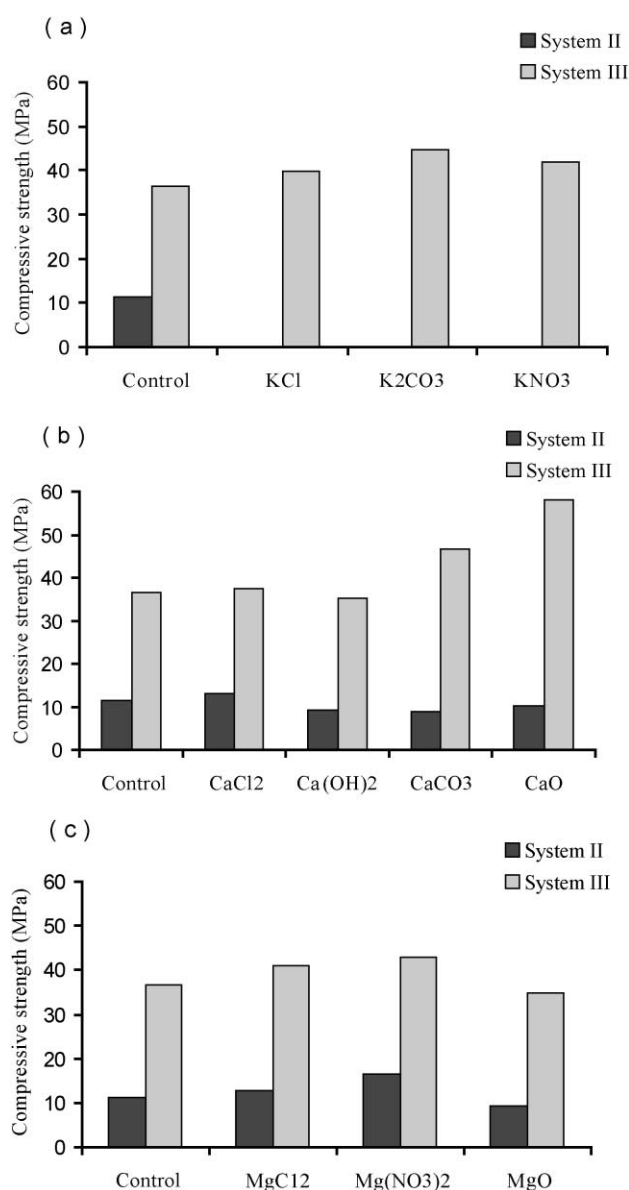 ( a )
System II
System III
Compressive strength (MPa)
60
50
40
30
20
10
0
Control KCl K2CO3 KNO3
( b )
System II
System III
Compressive strength (MPa)
60
50
40
30
20
10
0
Control CaCl2 Ca(OH)2 CaCO3 CaO
( c )
System II
System III
Compressive strength (MPa)
60
50
40
30
20
10
0
Control MgC12 Mg(NO3)2 MgO